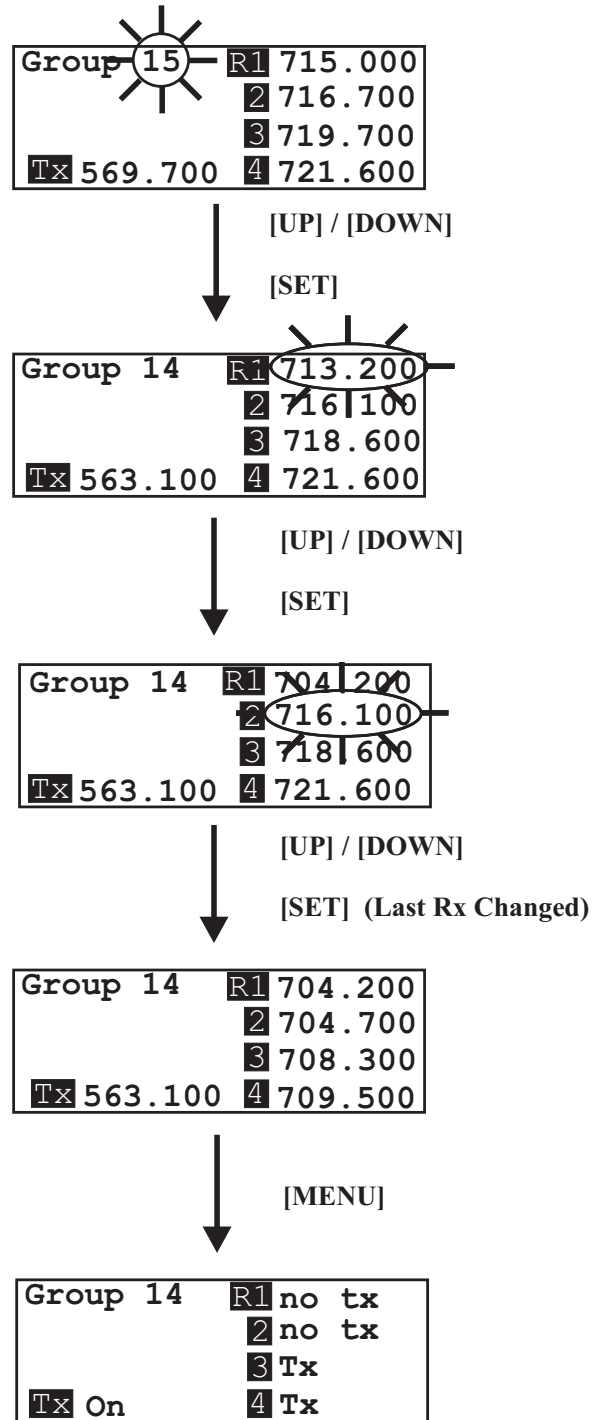 Group 15 R1 715.000
2 716.700
3 719.700
Tx 569.700 4 721.600
[UP] / [DOWN]
[SET]
Group 14 R1 713.200
2 716.100
3 718.600
Tx 563.100 4 721.600
[UP] / [DOWN]
[SET]
Group 14 R1 704.200
2 716.100
3 718.600
Tx 563.100 4 721.600
[UP] / [DOWN]
[SET] (Last Rx Changed)
Group 14 R1 704.200
2 704.700
3 708.300
Tx 563.100 4 709.500
[MENU]
Group 14 R1 no tx
2 no tx
3 Tx
Tx On 4 Tx